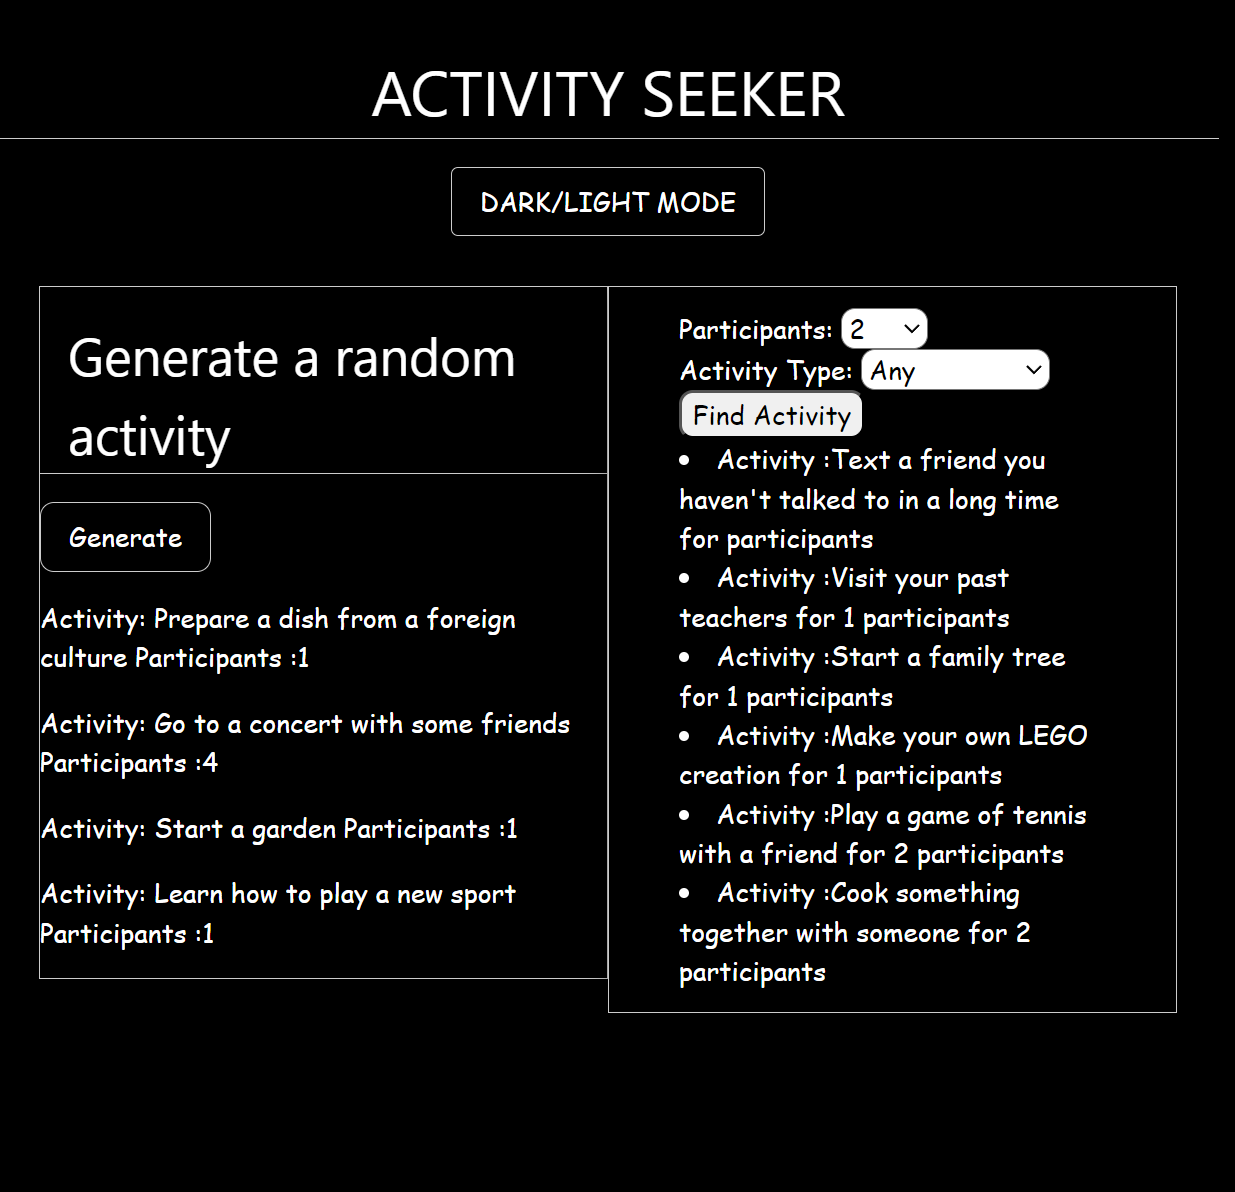 ACTIVITY SEEKER
DARK/LIGHT MODE
Generate a random
activity
Generate
Activity: Prepare a dish from a foreign
culture Participants :1
Activity: Go to a concert with some friends
Participants :4
Activity: Start a garden Participants :1
Activity: Learn how to play a new sport
Participants :1
Participants: 2
Activity Type: Any
Find Activity
• Activity :Text a friend you
haven't talked to in a long time
for participants
• Activity :Visit your past
teachers for 1 participants
• Activity :Start a family tree
for 1 participants
• Activity :Make your own LEGO
creation for 1 participants
• Activity :Play a game of tennis
with a friend for 2 participants
• Activity :Cook something
together with someone for 2
participants